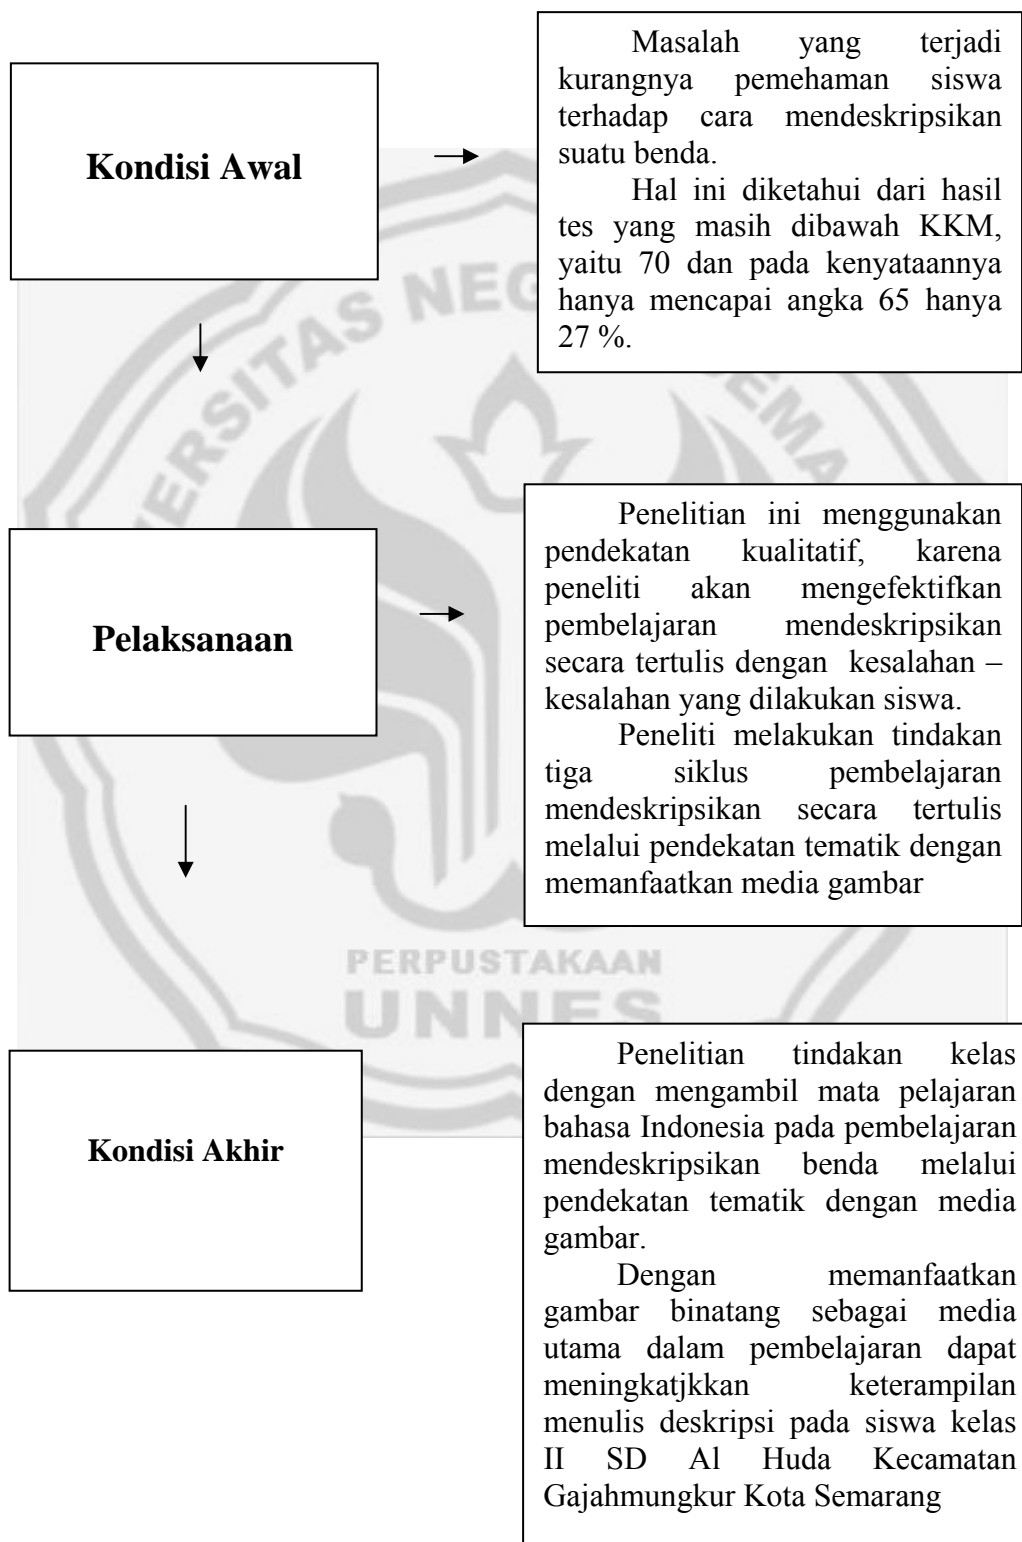 Kondisi Awal
Masalah yang terjadi
kurangnya pemehaman siswa
terhadap cara mendeskripsikan
suatu benda.
Hal ini diketahui dari hasil
tes yang masih dibawah KKM,
yaitu 70 dan pada kenyataannya
hanya mencapai angka 65 hanya
27 %.
Pelaksanaan
Penelitian ini menggunakan
pendekatan kualitatif, karena
peneliti akan mengefektifkan
pembelajaran mendeskripsikan
secara tertulis dengan kesalahan –
kesalahan yang dilakukan siswa.
Peneliti melakukan tindakan
tiga siklus pembelajaran
mendeskripsikan secara tertulis
melalui pendekatan tematik dengan
memanfaatkan media gambar
PERPUSTAKAAN
UNNES
Kondisi Akhir
Penelitian tindakan kelas
dengan mengambil mata pelajaran
bahasa Indonesia pada pembelajaran
mendeskripsikan benda melalui
pendekatan tematik dengan media
gambar.
Dengan memanfaatkan
gambar binatang sebagai media
utama dalam pembelajaran dapat
meningkatjkkan keterampilan
menulis deskripsi pada siswa kelas
II SD Al Huda Kecamatan
Gajahmungkur Kota Semarang